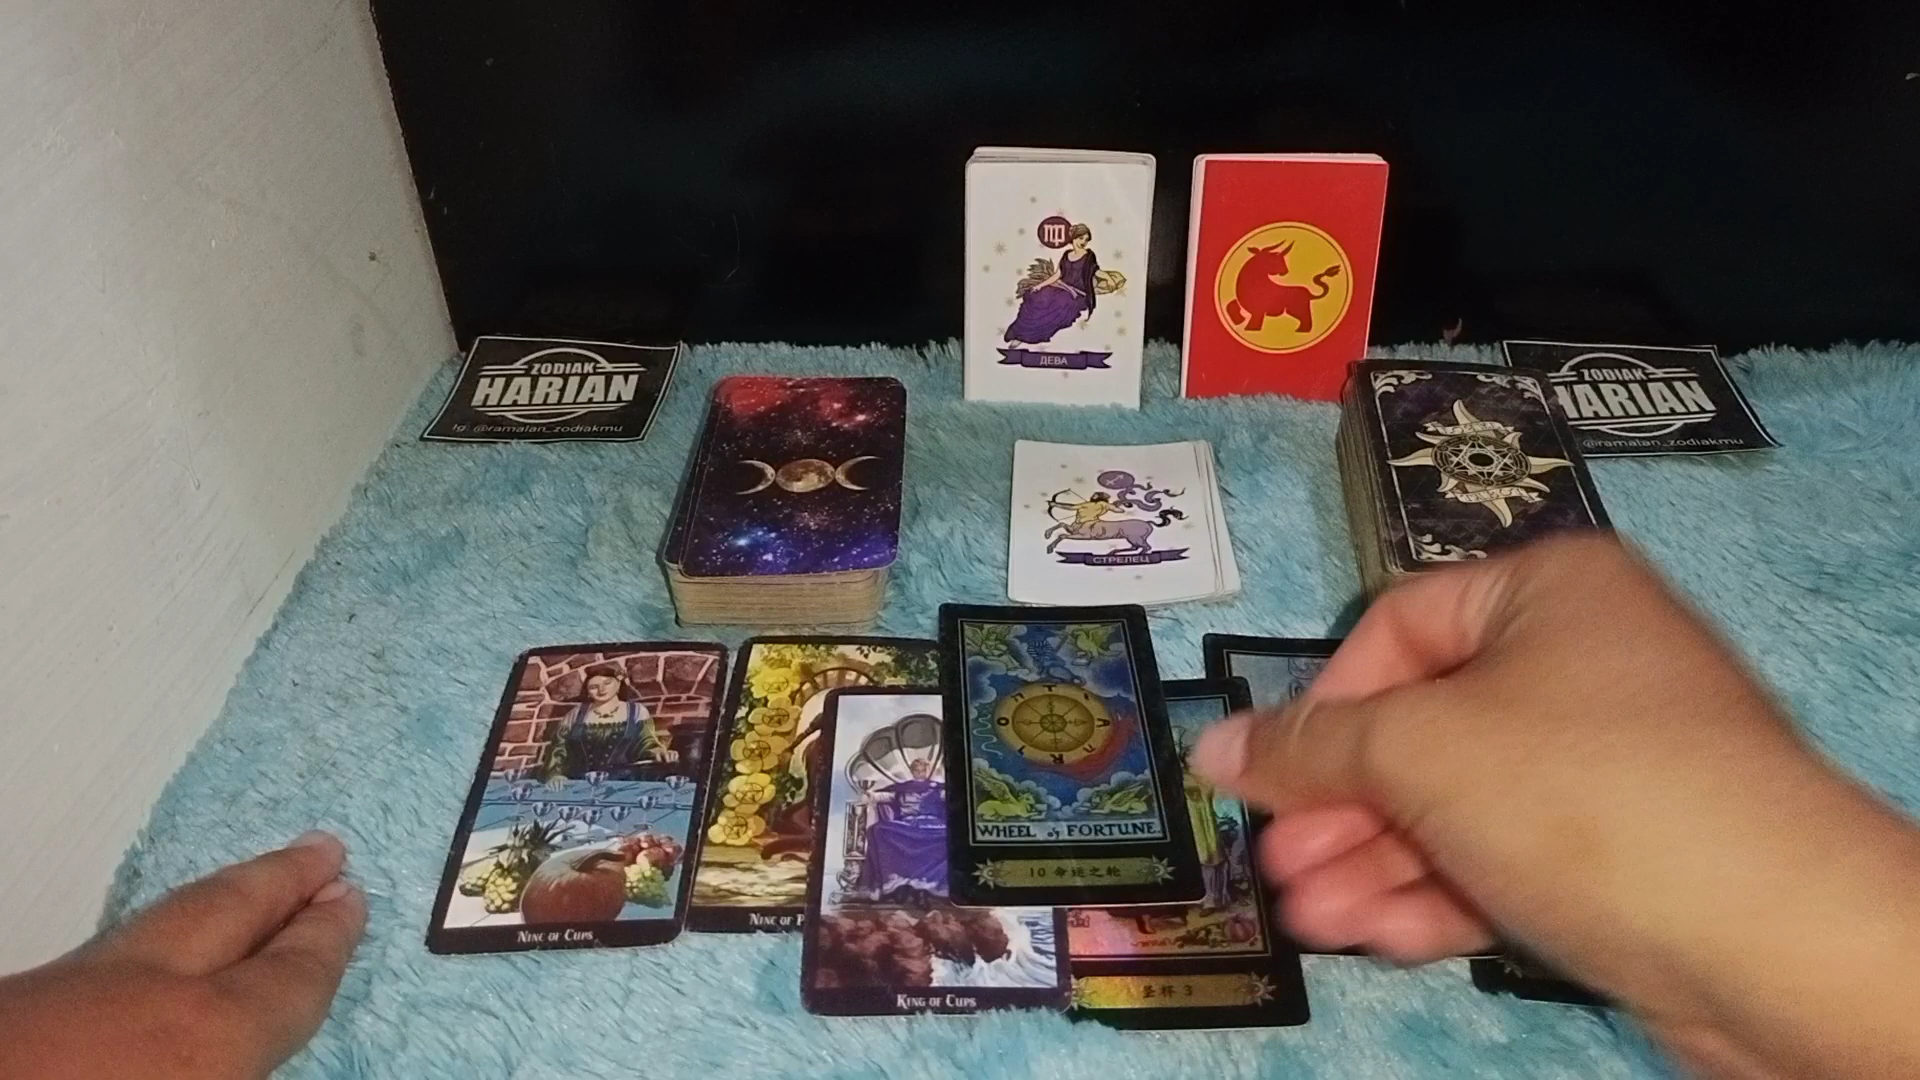 ДЕВА
ZODIAK
HARIAN
Ig: @ramalan_zodiakmu
ZODIAK
HARIAN
@ramalan_zodiakmu
СТРЕЛЕЦ
WHEEL of FORTUNE.
10 命运之轮
NINE OF CUPS
NINE OF P
KING OF CUPS
圣杯 3